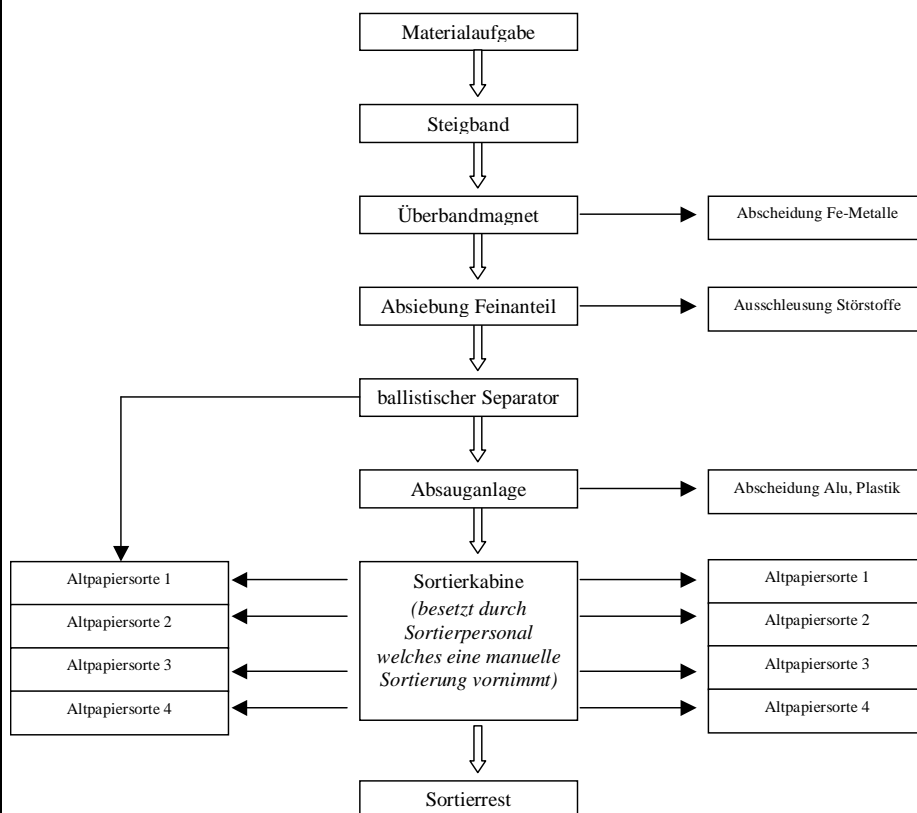 Materialaufgabe
Steigband
Überbandmagnet
Abscheidung Fe-Metalle
Absiebung Feinanteil
Ausschleusung Störstoffe
ballistischer Separator
Absauganlage
Abscheidung Alu, Plastik
Altpapiersorte 1
Altpapiersorte 2
Altpapiersorte 3
Altpapiersorte 4
Sortierkabine
(besetzt durch
Sortierpersonal
welches eine manuelle
Sortierung vornimmt)
Altpapiersorte 1
Altpapiersorte 2
Altpapiersorte 3
Altpapiersorte 4
Sortierrest